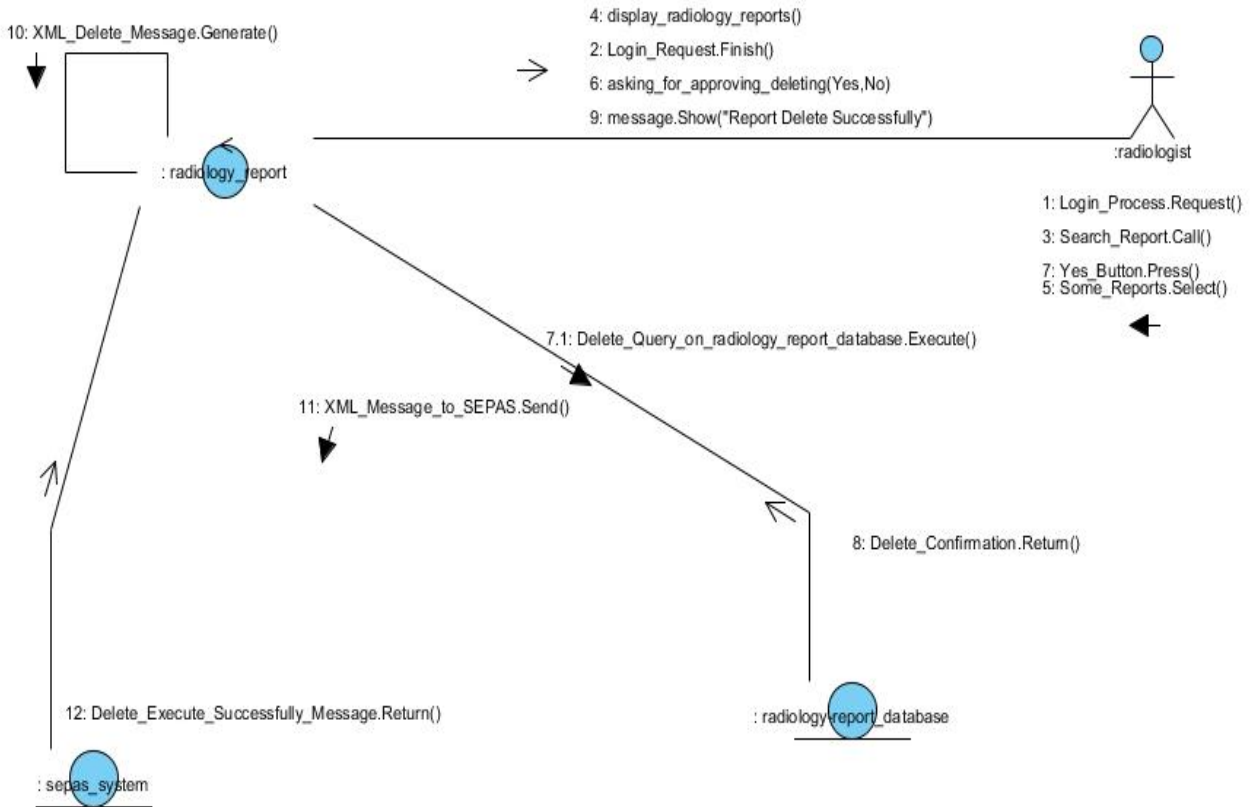 4: display_radiology_reports()
10: XML_Delete_Message.Generate()
2: Login_Request.Finish()
6: asking_for_approving_deleting(Yes,No)
9: message.Show("Report Delete Successfully")
:radiologist
: radiology_report
1: Login_Process.Request()
3: Search_Report.Call()
7: Yes_Button.Press()
5: Some_Reports.Select()
7.1: Delete_Query_on_radiology_report_database.Execute()
11: XML_Message_to_SEPAS.Send()
8: Delete_Confirmation.Return()
12: Delete_Execute_Successfully_Message.Return()
: radiology-report_database
: sepas_system